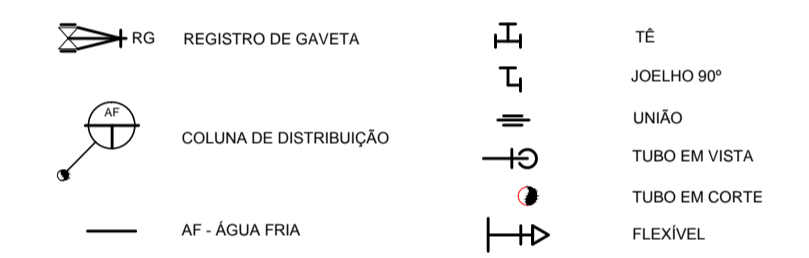 RG REGISTRO DE GAVETA
AF
COLUNA DE DISTRIBUIÇÃO
AF - ÁGUA FRIA
TÊ
JOELHO 90º
UNIÃO
TUBO EM VISTA
TUBO EM CORTE
FLEXÍVEL